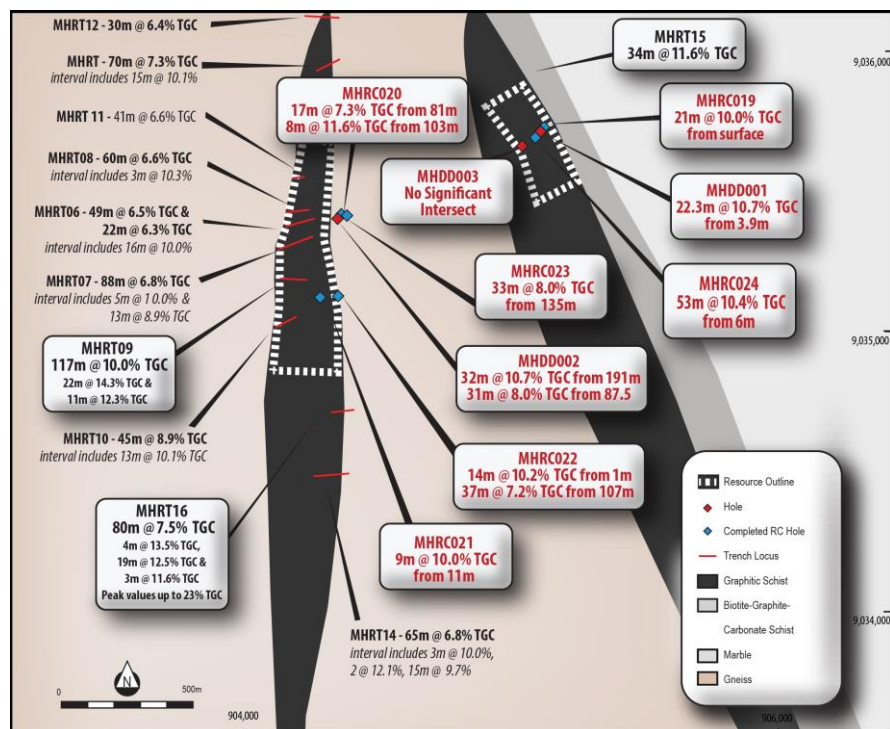 MHRT12 - 30m @ 6.4% TGC
MHRT - 70m @ 7.3% TGC
interval includes 15m @ 10.1%
MHRT 11 - 41m @ 6.6% TGC
MHRT08 - 60m @ 6.6% TGC
interval includes 3m @ 10.3%
MHRT06 - 49m @ 6.5% TGC &
22m @ 6.3% TGC
interval includes 16m @ 10.0%
MHRT07 - 88m @ 6.8% TGC
interval includes 5m @ 10.0% &
13m @ 8.9% TGC
MHRT09
117m @ 10.0% TGC
22m @ 14.3% TGC &
11m @ 12.3% TGC
MHRT10 - 45m @ 8.9% TGC
interval includes 13m @ 10.1% TGC
MHRT16
80m @ 7.5% TGC
4m @ 13.5% TGC,
19m @ 12.5% TGC &
3m @ 11.6% TGC
Peak values up to 23% TGC
MHRC020
17m @ 7.3% TGC from 81m
8m @ 11.6% TGC from 103m
MHDD003
No Significant
Intersect
MHRC023
33m @ 8.0% TGC
from 135m
MHDD002
32m @ 10.7% TGC from 191m
31m @ 8.0% TGC from 87.5
MHRC022
14m @ 10.2% TGC from 1m
37m @ 7.2% TGC from 107m
MHRC021
9m @ 10.0% TGC
from 11m
MHRT14 - 65m @ 6.8% TGC
interval includes 3m @ 10.0%,
2 @ 12.1%, 15m @ 9.7%
MHRT15
34m @ 11.6% TGC
MHRC019
21m @ 10.0% TGC
from surface
MHDD001
22.3m @ 10.7% TGC
from 3.9m
MHRC024
53m @ 10.4% TGC
from 6m
9,036,000
9,035,000
9,034,000
Resource Outline
Hole
Completed RC Hole
Trench Locus
Graphitic Schist
Biotite-Graphite-
Carbonate Schist
Marble
Gneiss
N
0
500m
904,000
906,000